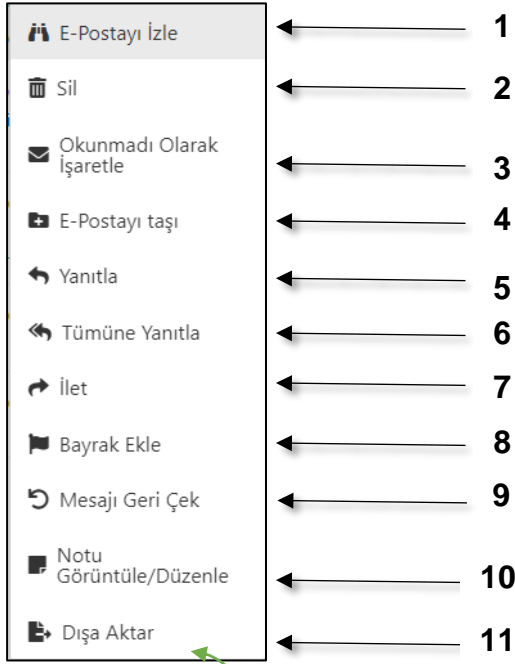 E-Postayı İzle 1
Sil 2
Okunmadı Olarak
İşaretle 3
E-Postayı taşı 4
Yanıtla 5
Tümüne Yanıtla 6
İlet 7
Bayrak Ekle 8
Mesajı Geri Çek 9
Notu
Görüntüle/Düzenle 10
Dışa Aktar 11